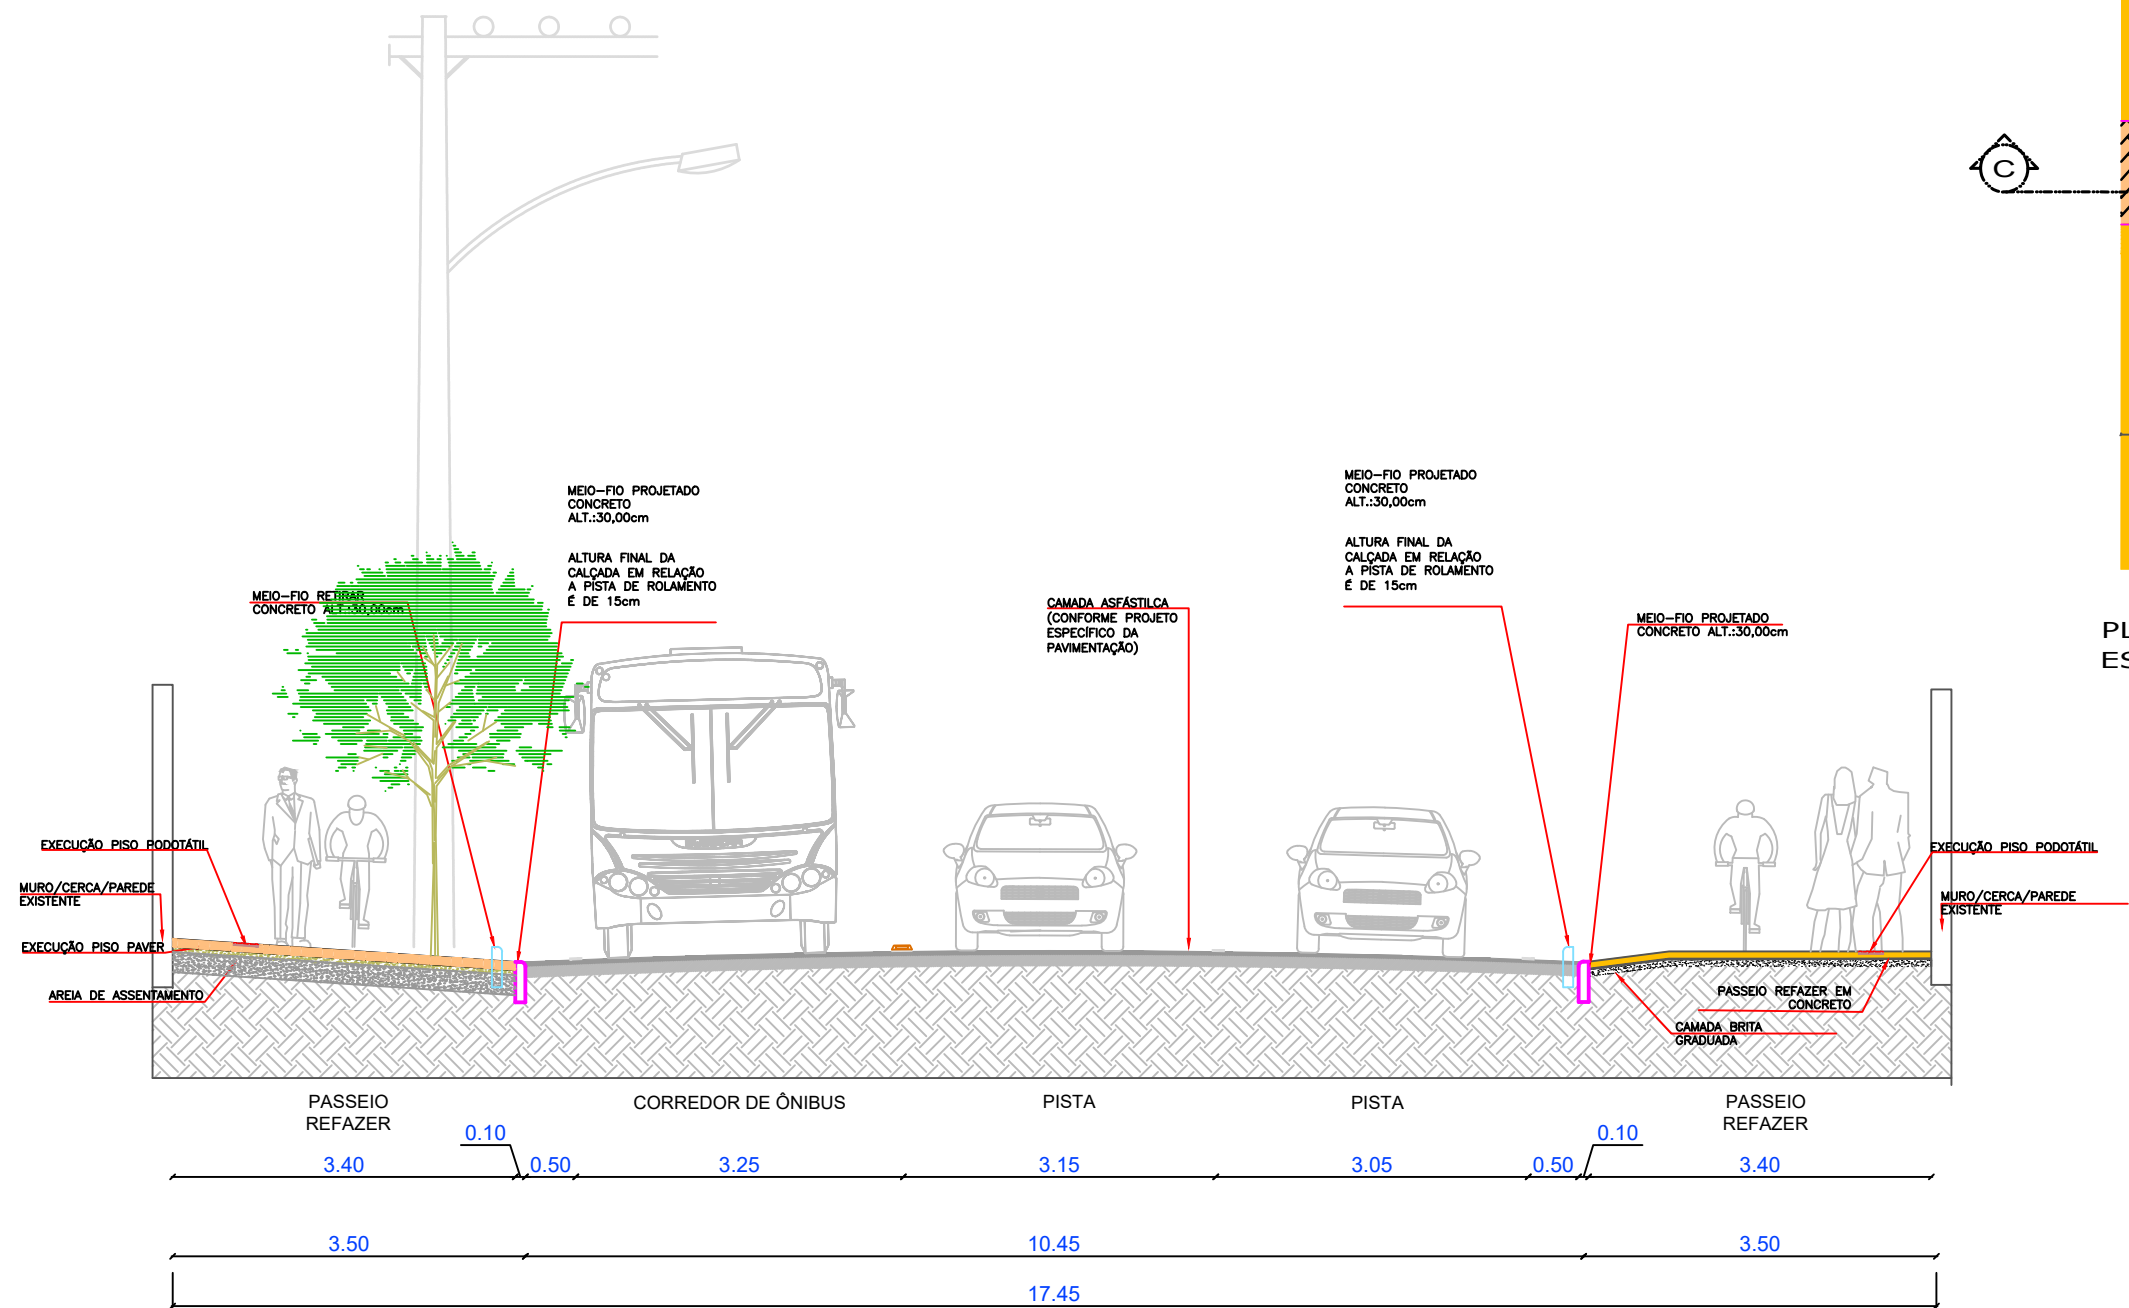 C
MEIO-FIO PROJETADO
CONCRETO
ALT.:30,00cm
ALTURA FINAL DA
CALÇADA EM RELAÇÃO
A PISTA DE ROLAMENTO
É DE 15cm
MEIO-FIO PROJETADO
CONCRETO
ALT.:30,00cm
ALTURA FINAL DA
CALÇADA EM RELAÇÃO
A PISTA DE ROLAMENTO
É DE 15cm
MEIO-FIO RETIRAR
CONCRETO ALT.:30,00cm
CAMADA ASFÁSTILCA
(CONFORME PROJETO
ESPECÍFICO DA
PAVIMENTAÇÃO)
MEIO-FIO PROJETADO
CONCRETO ALT.:30,00cm
PL
ES
EXECUÇÃO PISO PODOTÁTIL
MURO/CERCA/PAREDE
EXISTENTE
EXECUÇÃO PISO PAVER
AREIA DE ASSENTAMENTO
EXECUÇÃO PISO PODOTÁTIL
MURO/CERCA/PAREDE
EXISTENTE
PASSEIO REFAZER EM
CONCRETO
CAMADA BRITA
GRADUADA
PASSEIO
REFAZER
CORREDOR DE ÔNIBUS
PISTA
PISTA
PASSEIO
REFAZER
0.10
0.10
3.40
0.50
3.25
3.15
3.05
0.50
3.40
3.50
10.45
3.50
17.45